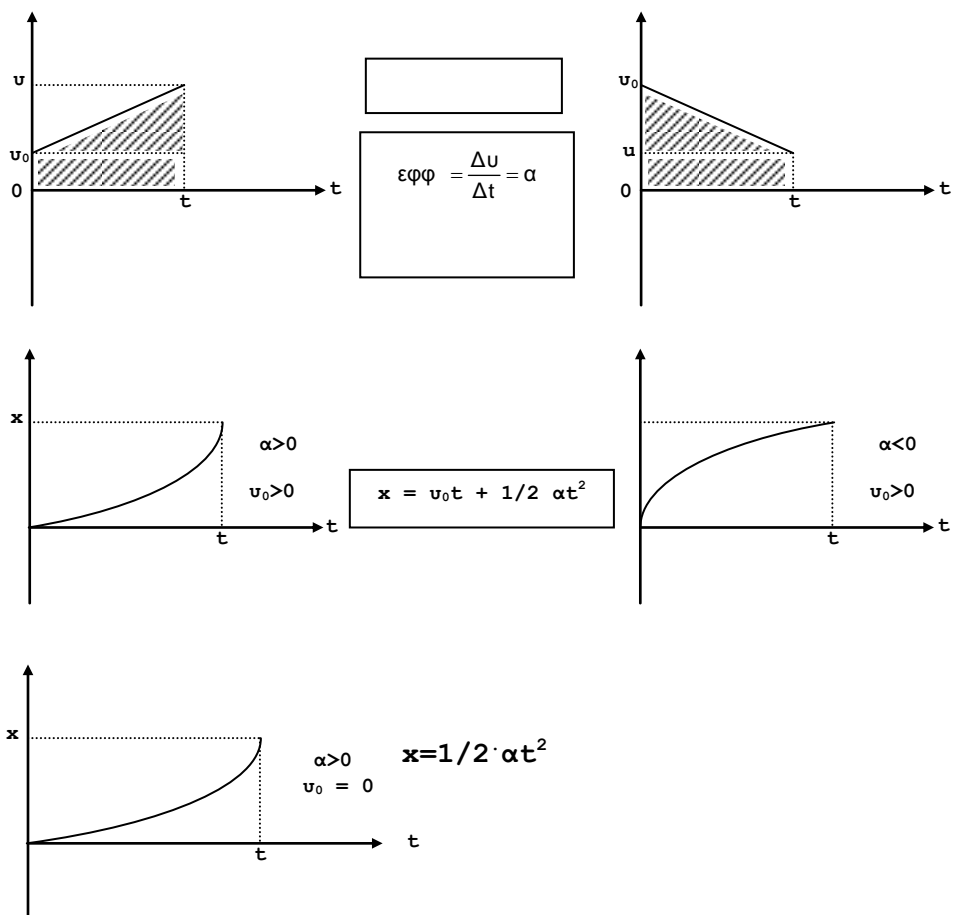 υ
υ₀
0
t
t
εφφ = Δυ/Δt = α
υ₀
u
0
t
t
x
α>0
υ₀>0
t
t
x = υ₀t + 1/2 αt²
α<0
υ₀>0
t
t
x
α>0
υ₀ = 0
x=1/2·αt²
t
t